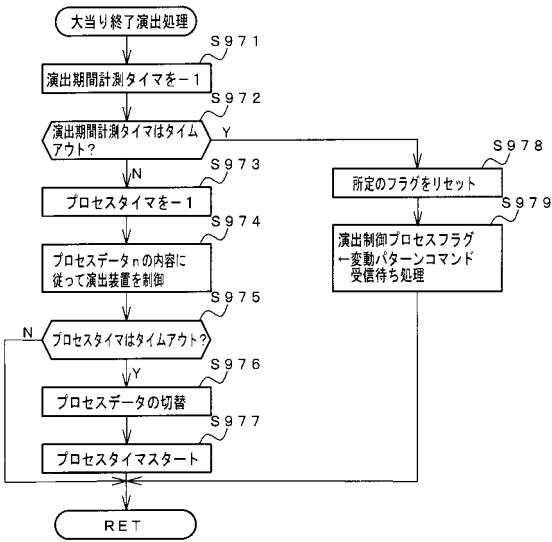 大当り終了演出処理
S971
演出期間計測タイマを－1
S972
演出期間計測タイマはタイム
アウト?
Y
N
S973
プロセスタイマを－1
S974
プロセスデータnの内容に
従って演出装置を制御
S975
N
プロセスタイマはタイムアウト?
Y
S976
プロセスデータの切替
S977
プロセスタイマスタート
S978
所定のフラグをリセット
S979
演出制御プロセスフラグ
←変動パターンコマンド
受信待ち処理
RET